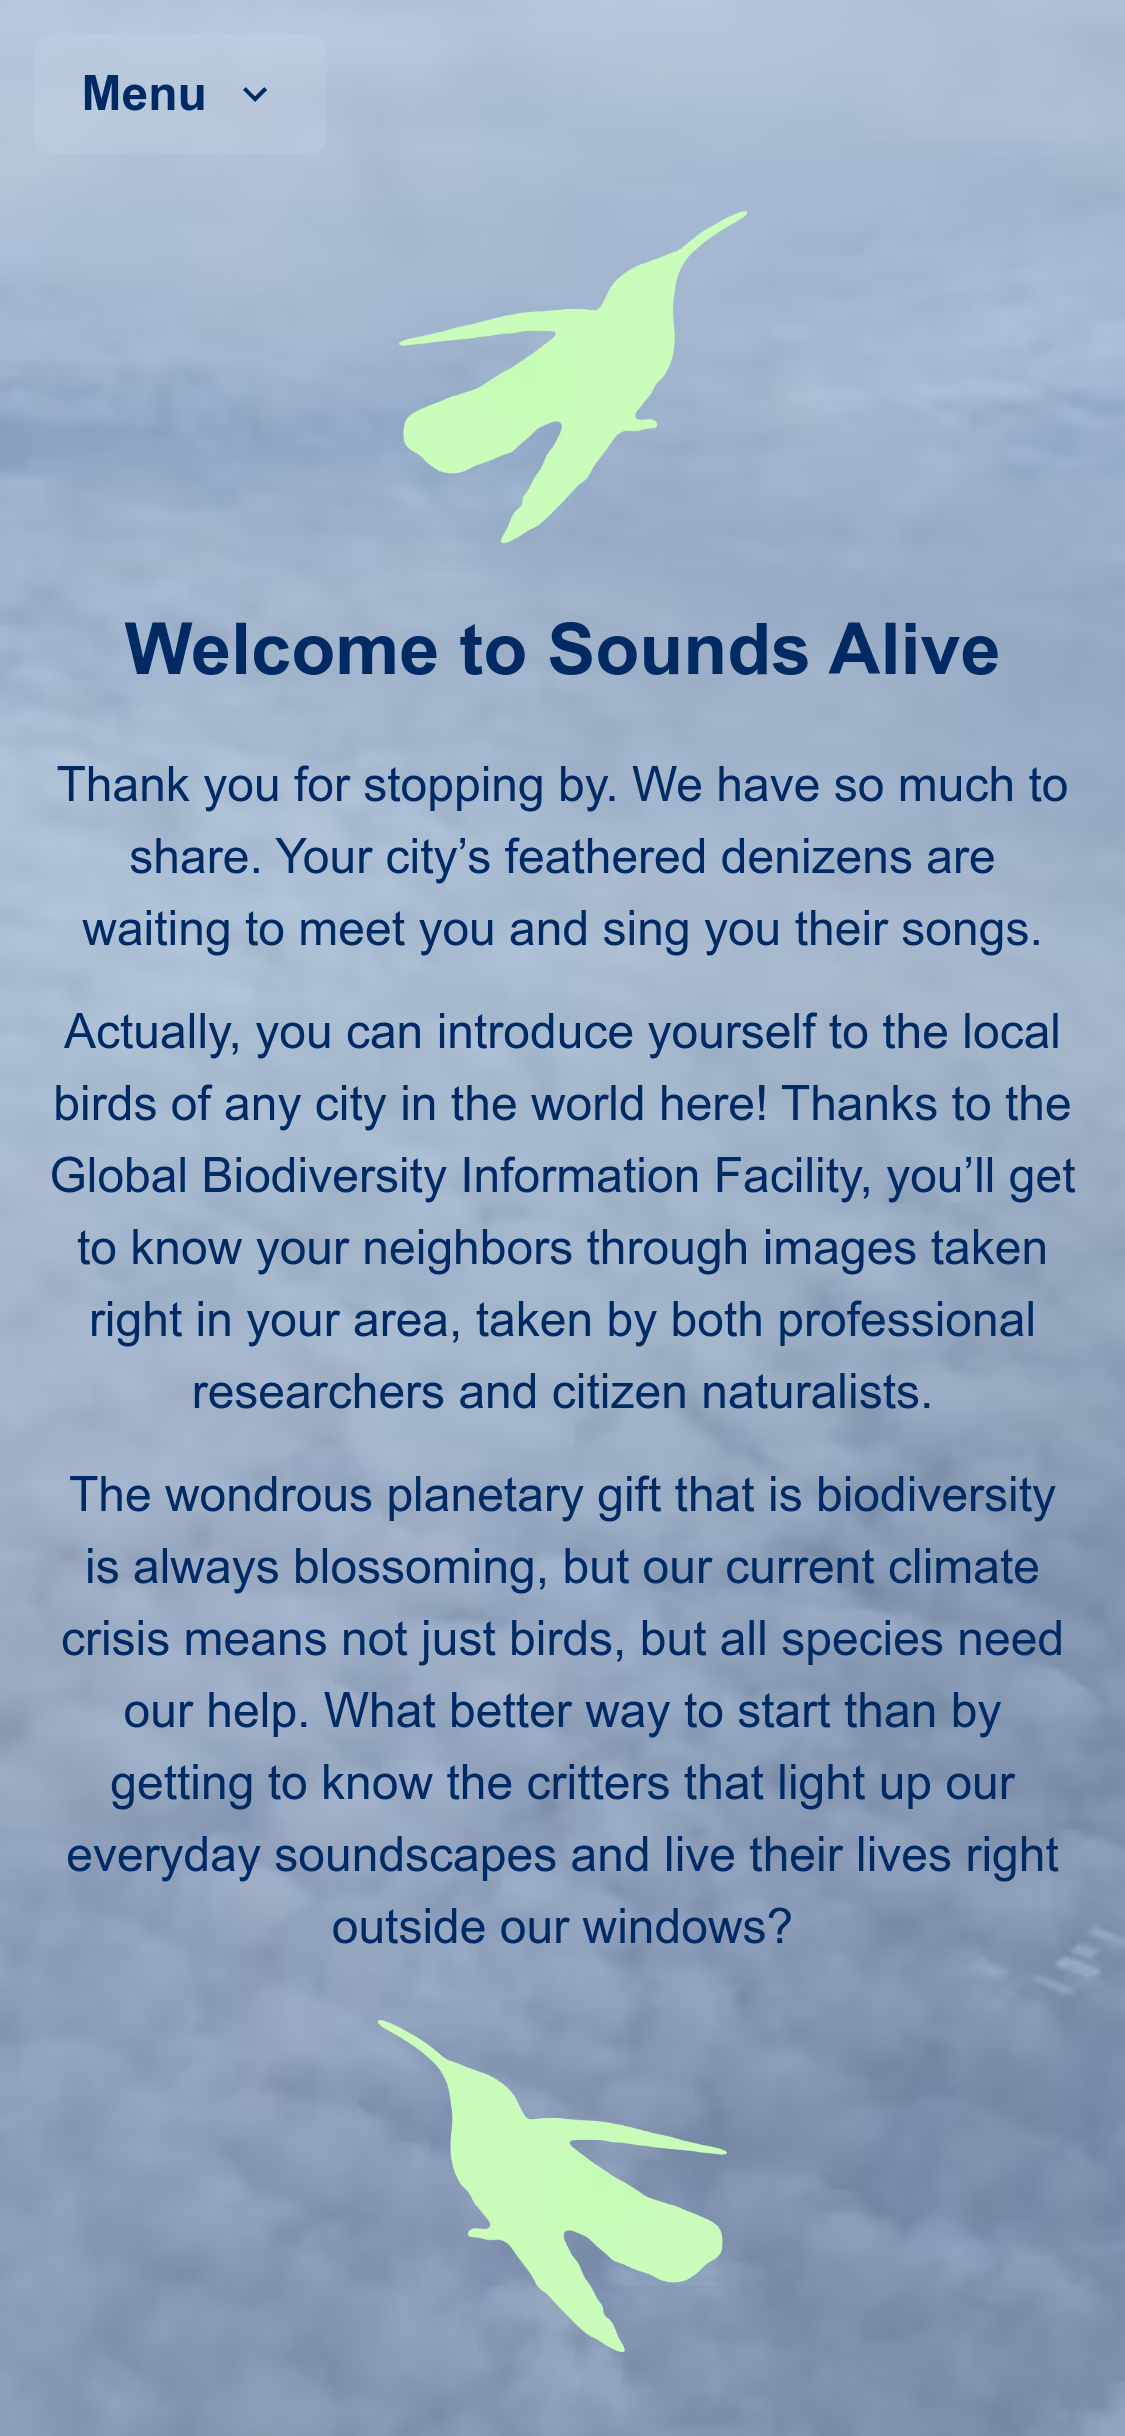 Menu
Welcome to Sounds Alive
Thank you for stopping by. We have so much to
share. Your city’s feathered denizens are
waiting to meet you and sing you their songs.
Actually, you can introduce yourself to the local
birds of any city in the world here! Thanks to the
Global Biodiversity Information Facility, you’ll get
to know your neighbors through images taken
right in your area, taken by both professional
researchers and citizen naturalists.
The wondrous planetary gift that is biodiversity
is always blossoming, but our current climate
crisis means not just birds, but all species need
our help. What better way to start than by
getting to know the critters that light up our
everyday soundscapes and live their lives right
outside our windows?